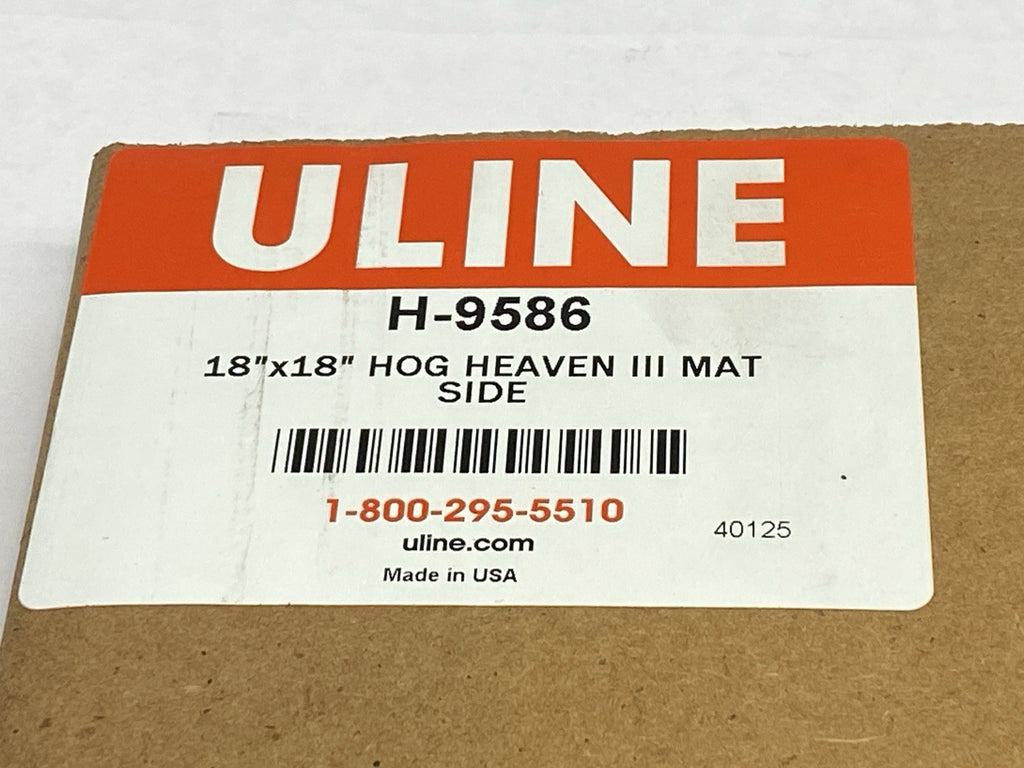 ULINE
H-9586
18"x18" HOG HEAVEN III MAT
SIDE
1-800-295-5510
40125
uline.com
Made in USA